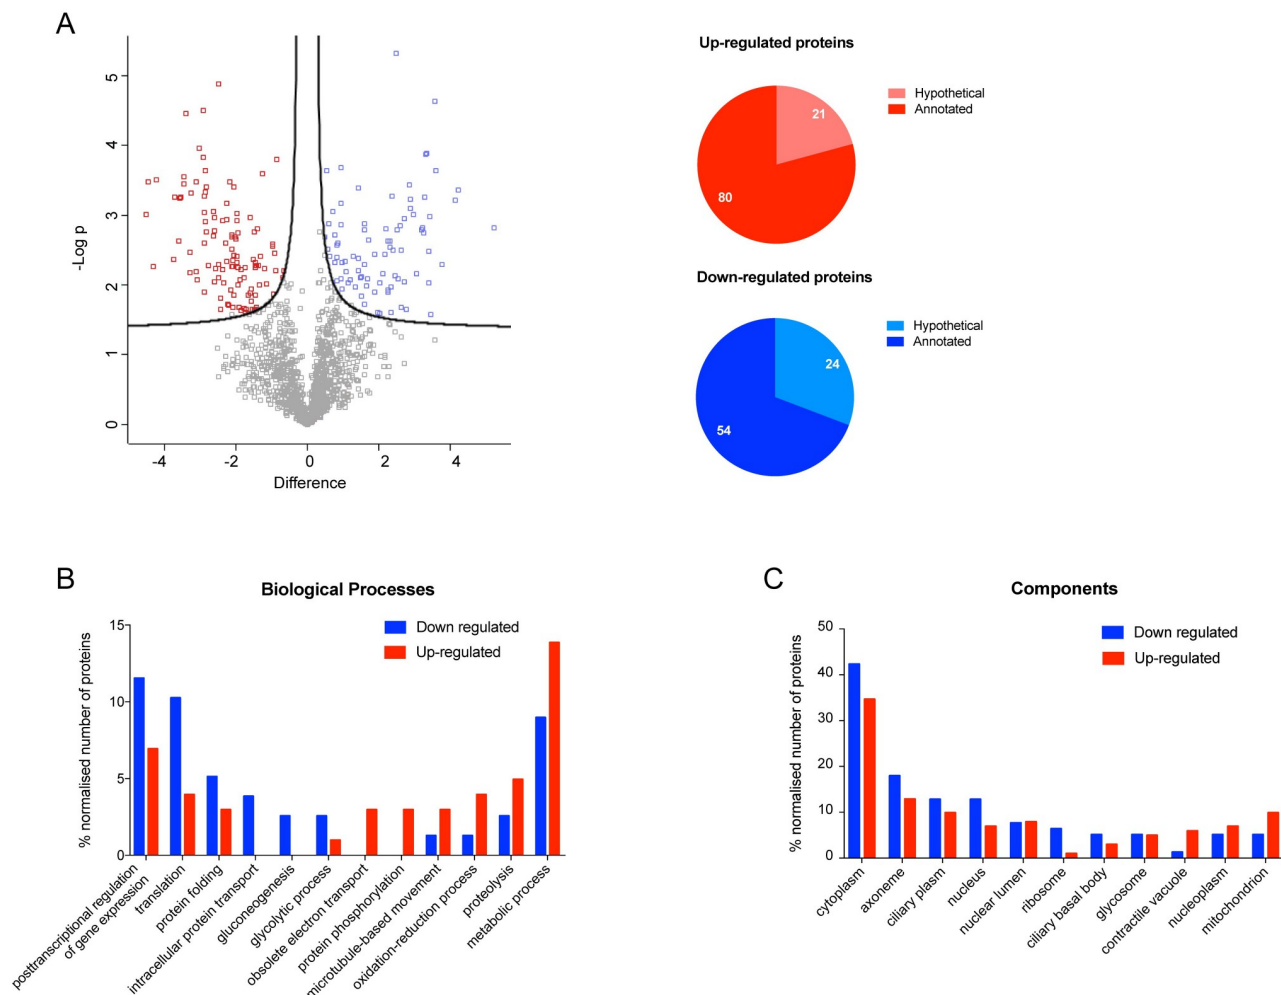 A
-Log p
5
4
3
2
1
0
-4
-2
0
2
4
Difference
Up-regulated proteins
21
80
Hypothetical
Annotated
Down-regulated proteins
24
54
Hypothetical
Annotated
B
Biological Processes
Down regulated
Up-regulated
% normalised number of proteins
15
10
5
0
posttranscriptional regulation
of gene expression
translation
protein folding
intracellular protein transport
gluconeogenesis
glycolytic process
obsolete electron transport
protein phosphorylation
microtubule-based movement
oxidation-reduction process
proteolysis
metabolic process
C
Components
Down regulated
Up-regulated
% normalised number of proteins
50
40
30
20
10
0
cytoplasm
axoneme
ciliary plasm
nucleus
nuclear lumen
ribosome
ciliary basal body
glycosome
contractile vacuole
nucleoplasm
mitochondrion